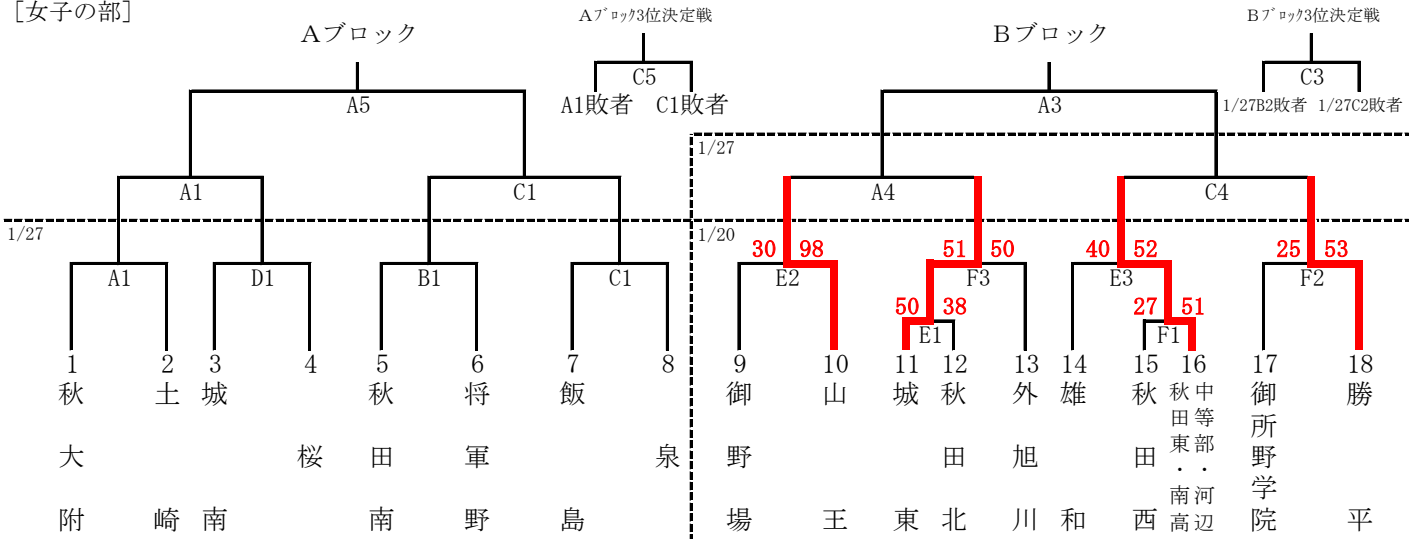 [女子の部]
Aブロック
Aブロック3位決定戦
C5
A1敗者 C1敗者
Bブロック
Bブロック3位決定戦
C3
1/27B2敗者 1/27C2敗者
A5
A3
1/27
A1
C1
A4
C4
1/27
1/20
30 98
51 50
40 52
25 53
A1
D1
B1
C1
E2
F3
E3
F2
50 38
27 51
E1
F1
1 2 3 4 5 6 7 8 9 10 11 12 13 14 15 16 17 18
秋大附
土崎
城南
桜
秋田南
将軍野
飯島
泉
御野場
山王
城東
秋田北
外旭川
雄和
秋田西
秋田東・南高
中等部・河辺
御所野学院
勝平